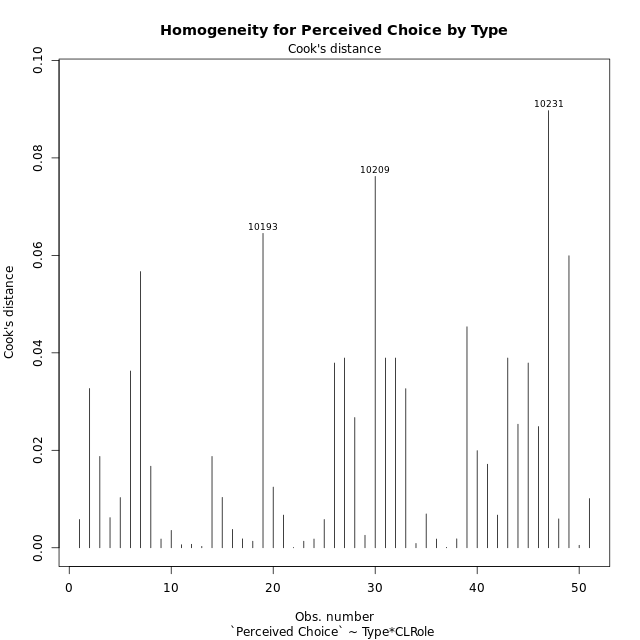 Homogeneity for Perceived Choice by Type
Cook's distance
0.10
0.08
0.06
0.04
0.02
0.00
Cook's distance
10231
10209
10193
0 10 20 30 40 50
Obs. number
`Perceived Choice` ~ Type*CLRole